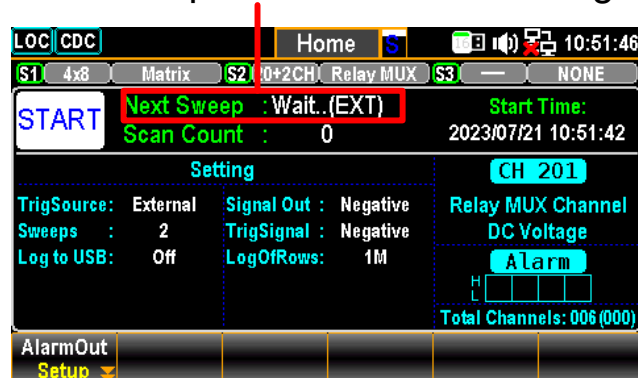 LOC CDC Home S 10:51:46
S1 4x8 Matrix S2 20+2CH Relay MUX S3 — NONE
START
Next Sweep : Wait..(EXT)
Scan Count : 0
Start Time:
2023/07/21 10:51:42
Setting
TrigSource: External Signal Out : Negative
Sweeps : 2 TrigSignal : Negative
Log to USB: Off LogOfRows: 1M
CH 201
Relay MUX Channel
DC Voltage
Alarm
H
L
Total Channels: 006 (000)
AlarmOut
Setup